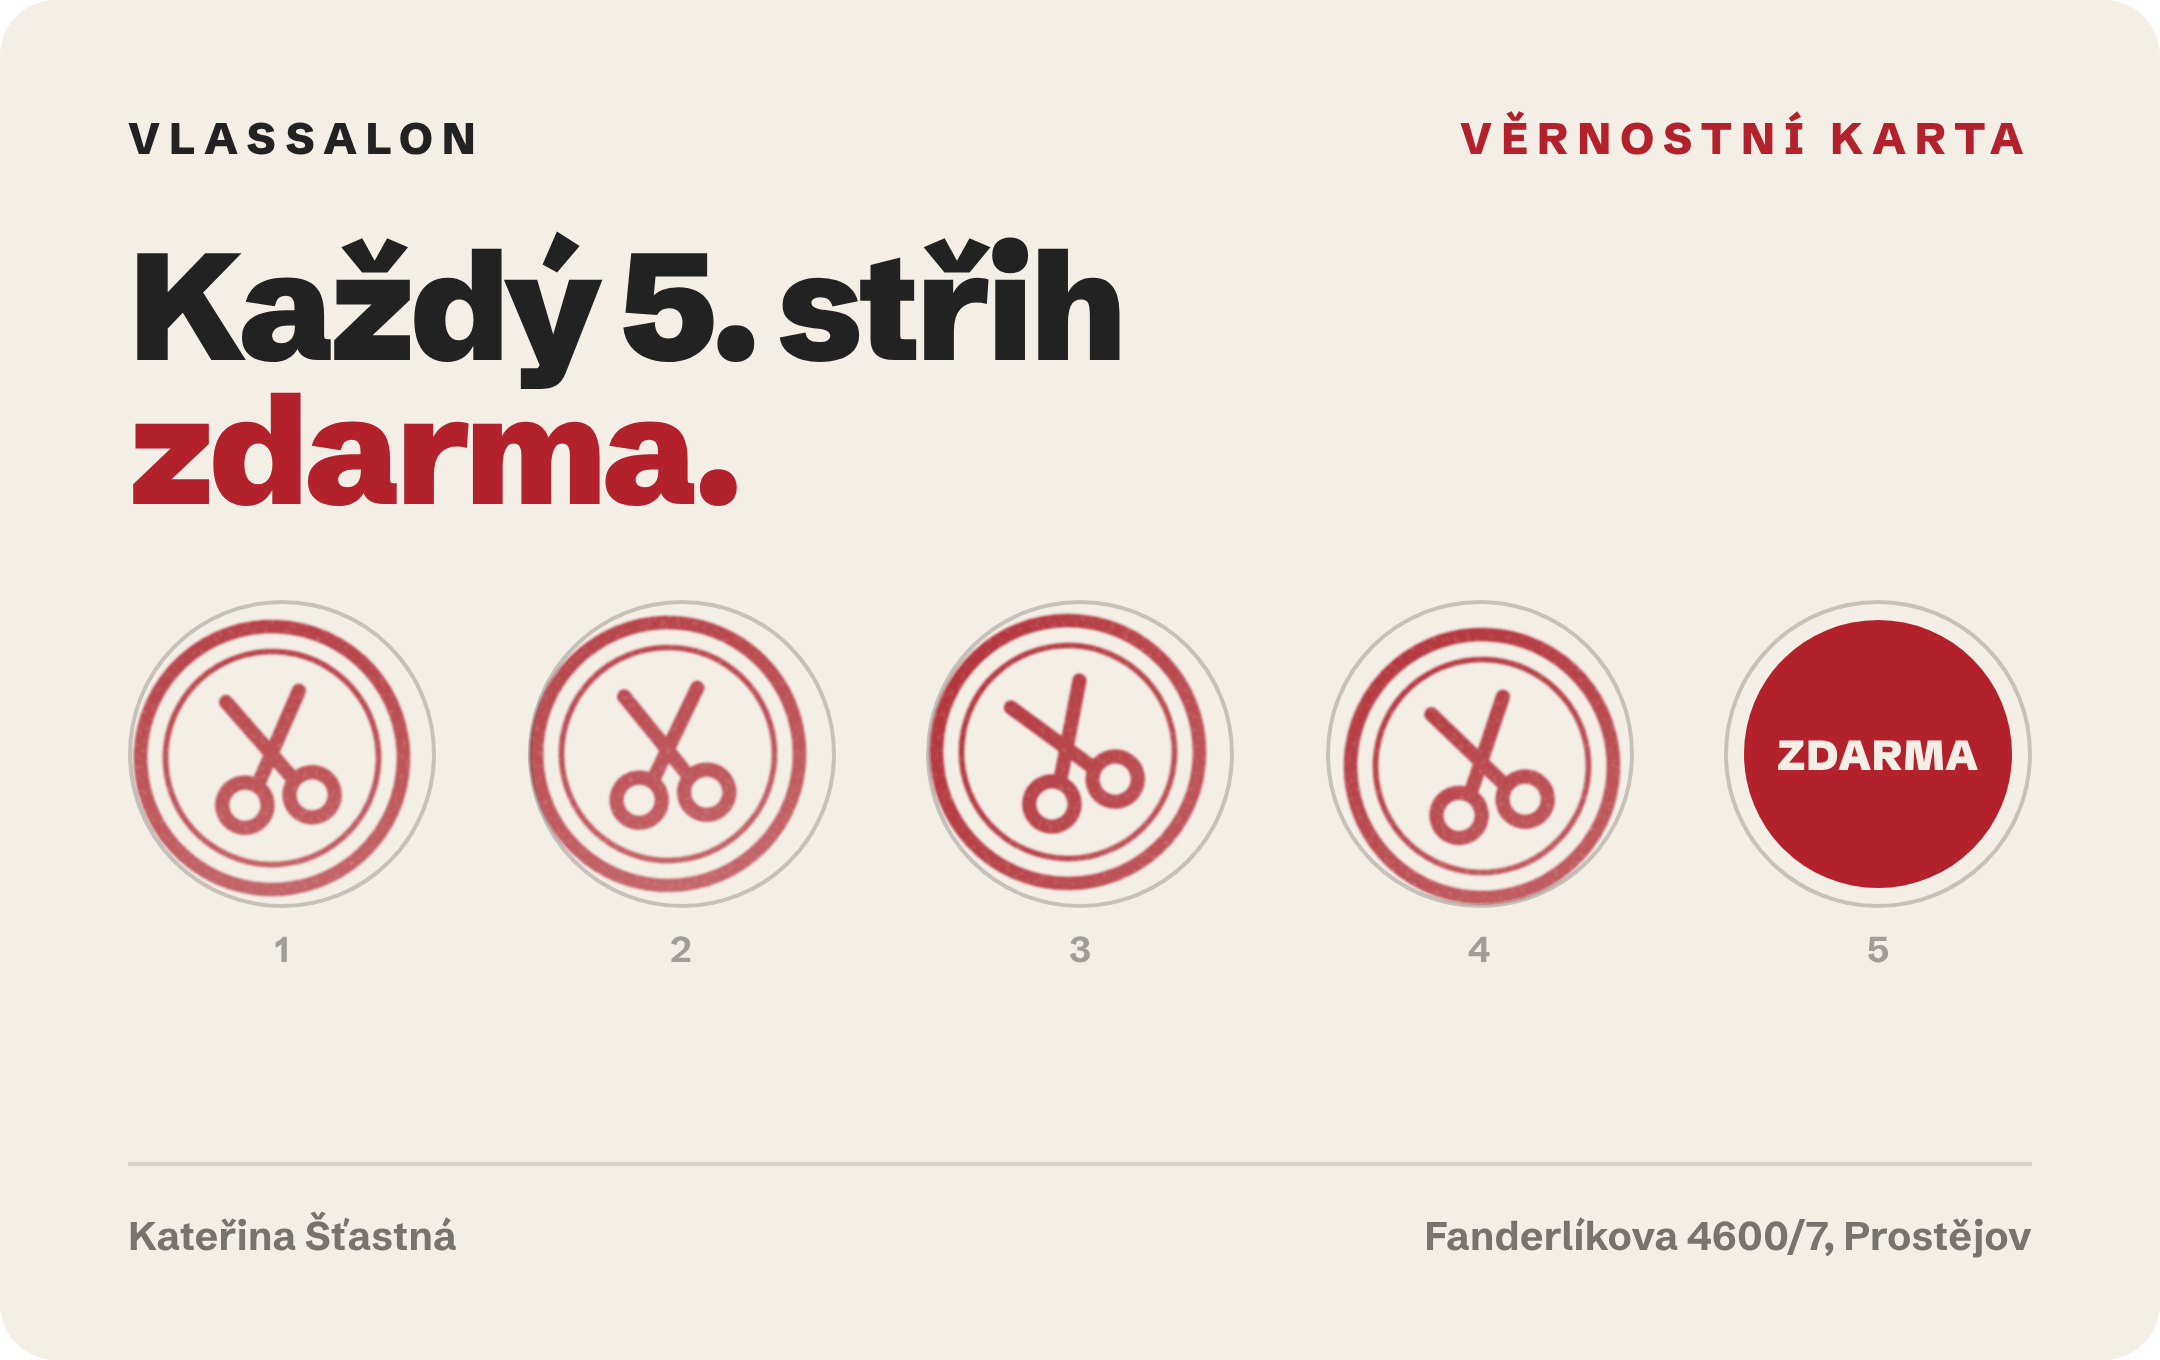 VLASSALON
VĚRNOSTNÍ KARTA
Každý 5. střih
zdarma.
ZDARMA
1 2 3 4 5
Kateřina Šťastná
Fanderlíkova 4600/7, Prostějov